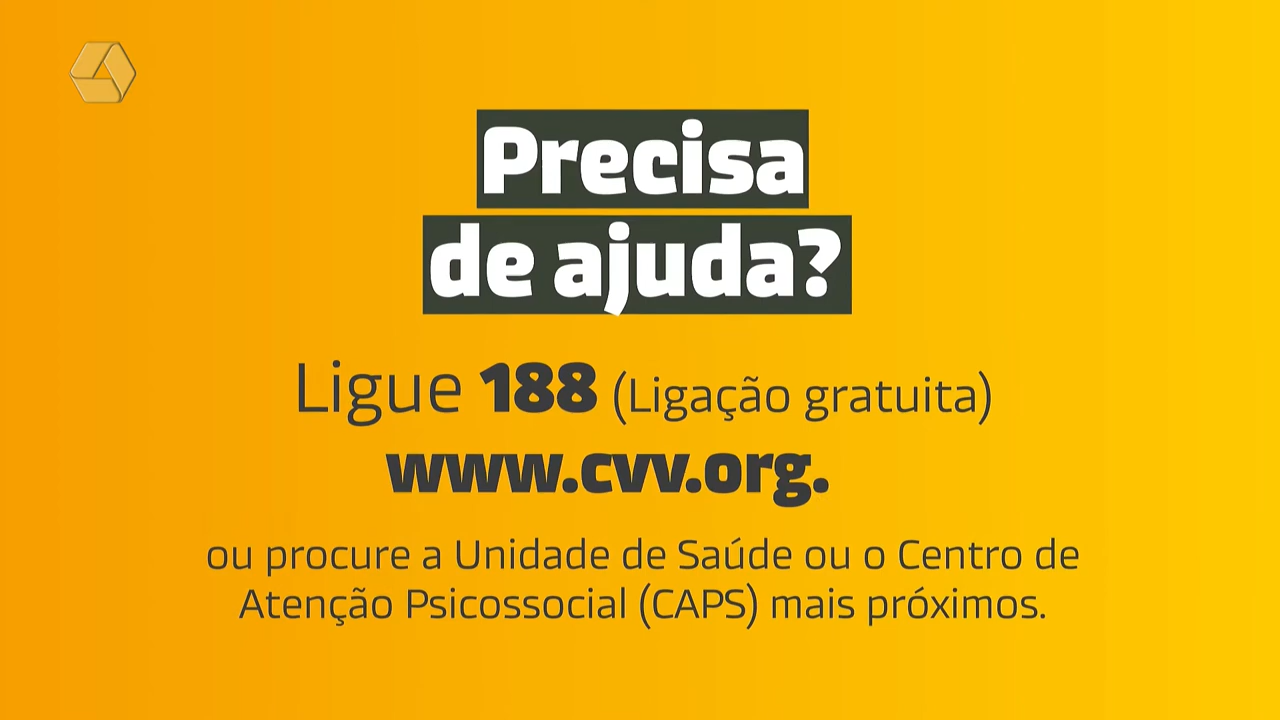 Precisa
de ajuda?
Ligue 188 (Ligação gratuita)
www.cvv.org.
ou procure a Unidade de Saúde ou o Centro de
Atenção Psicossocial (CAPS) mais próximos.